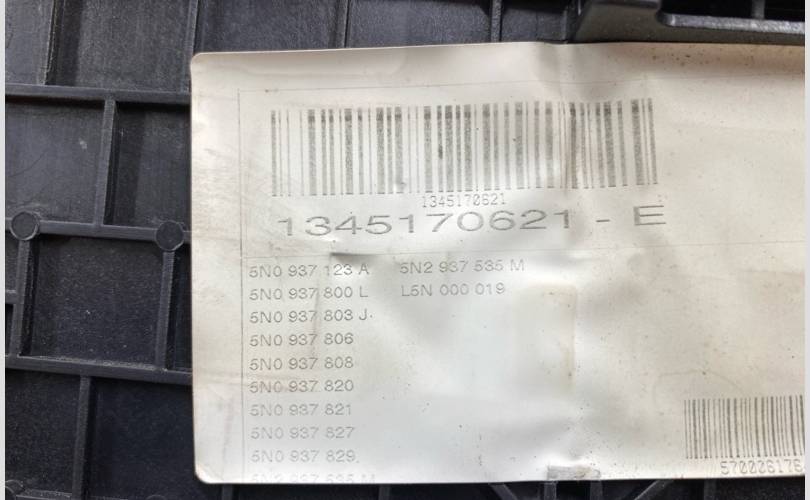 1345170621
1345170621 - E
5N0 937 123 A 5N2 937 535 M
5N0 937 800 L L5N 000 019
5N0 937 803 J
5N0 937 806
5N0 937 808
5N0 937 820
5N0 937 821
5N0 937 827
5N0 937 829
570006176